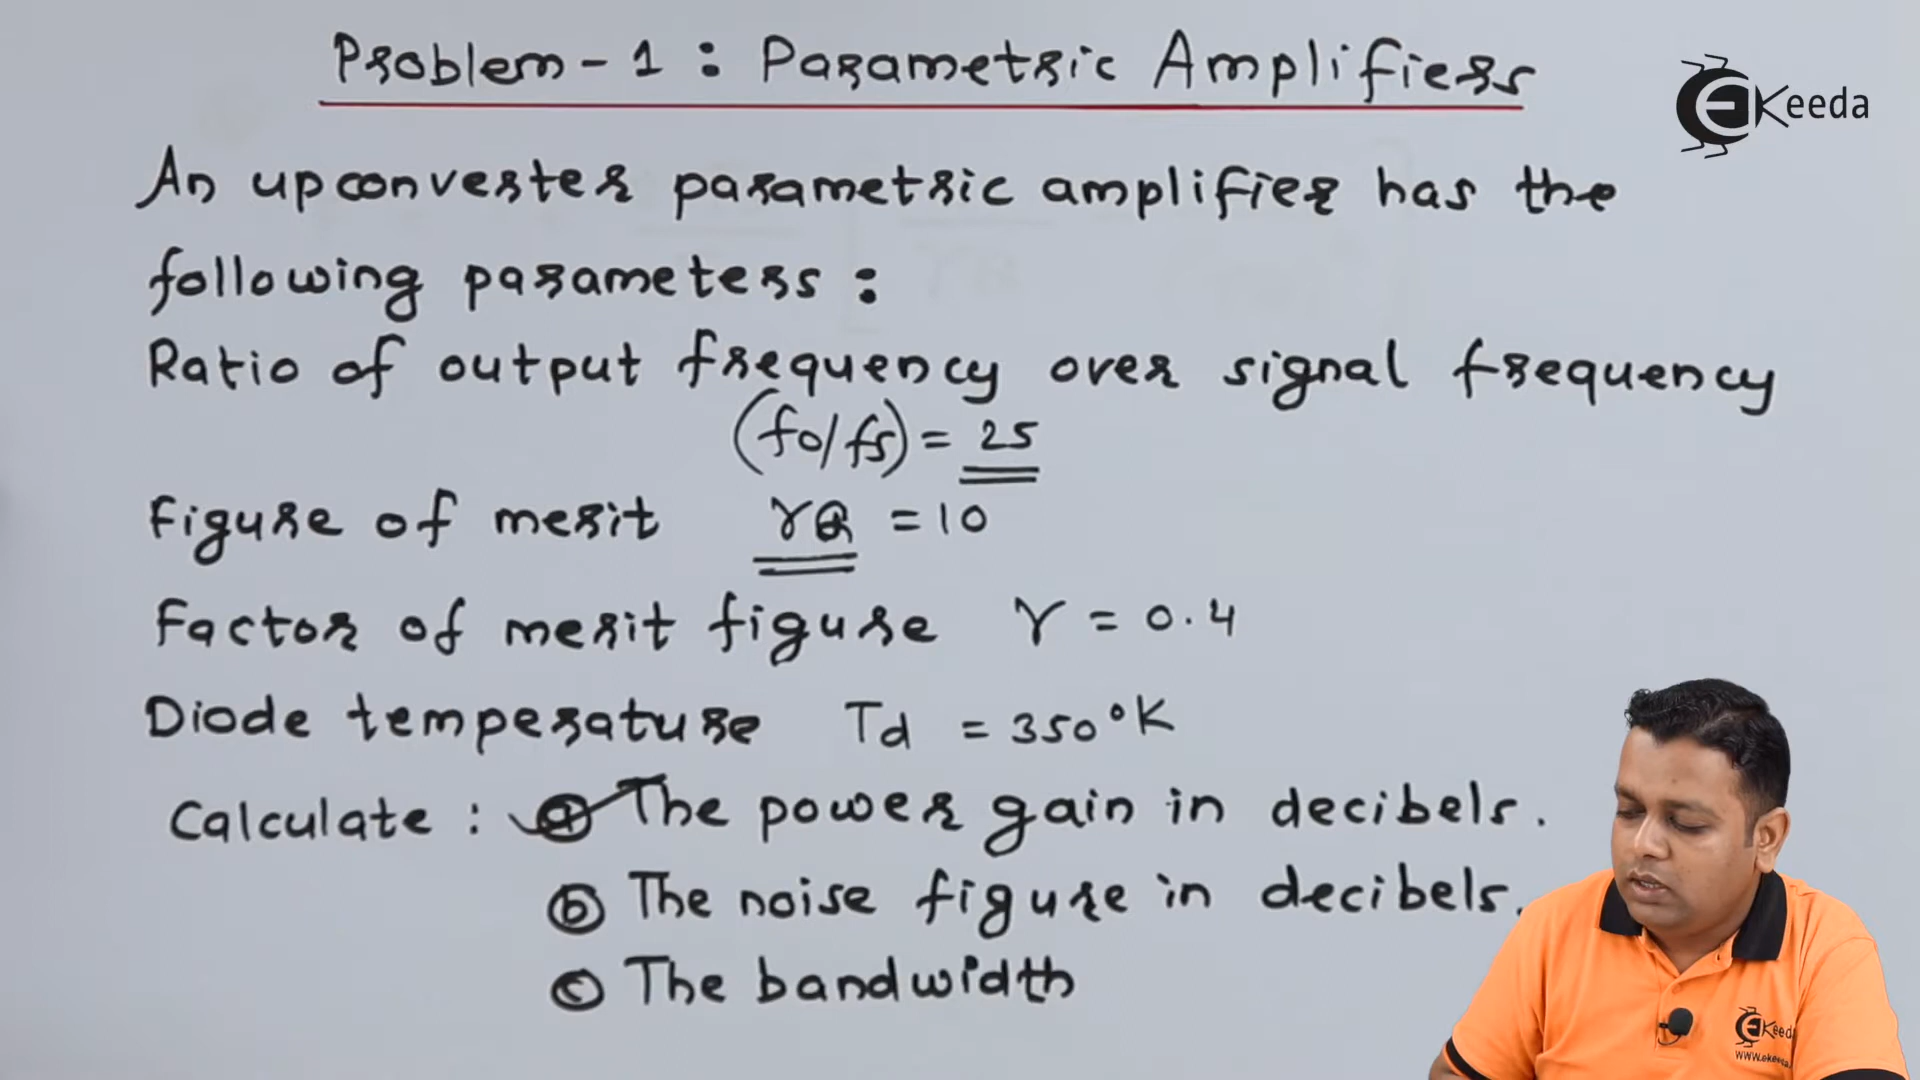 Problem-1 : Parametric Amplifiers
EKeeda
An upconverter parametric amplifier has the
following parameters :
Ratio of output frequency over signal frequency
(fo/fs) = 25
Figure of merit γQ = 10
Factor of merit figure γ = 0.4
Diode temperature Td = 350°K
Calculate : (a) The power gain in decibels.
(b) The noise figure in decibels.
(c) The bandwidth